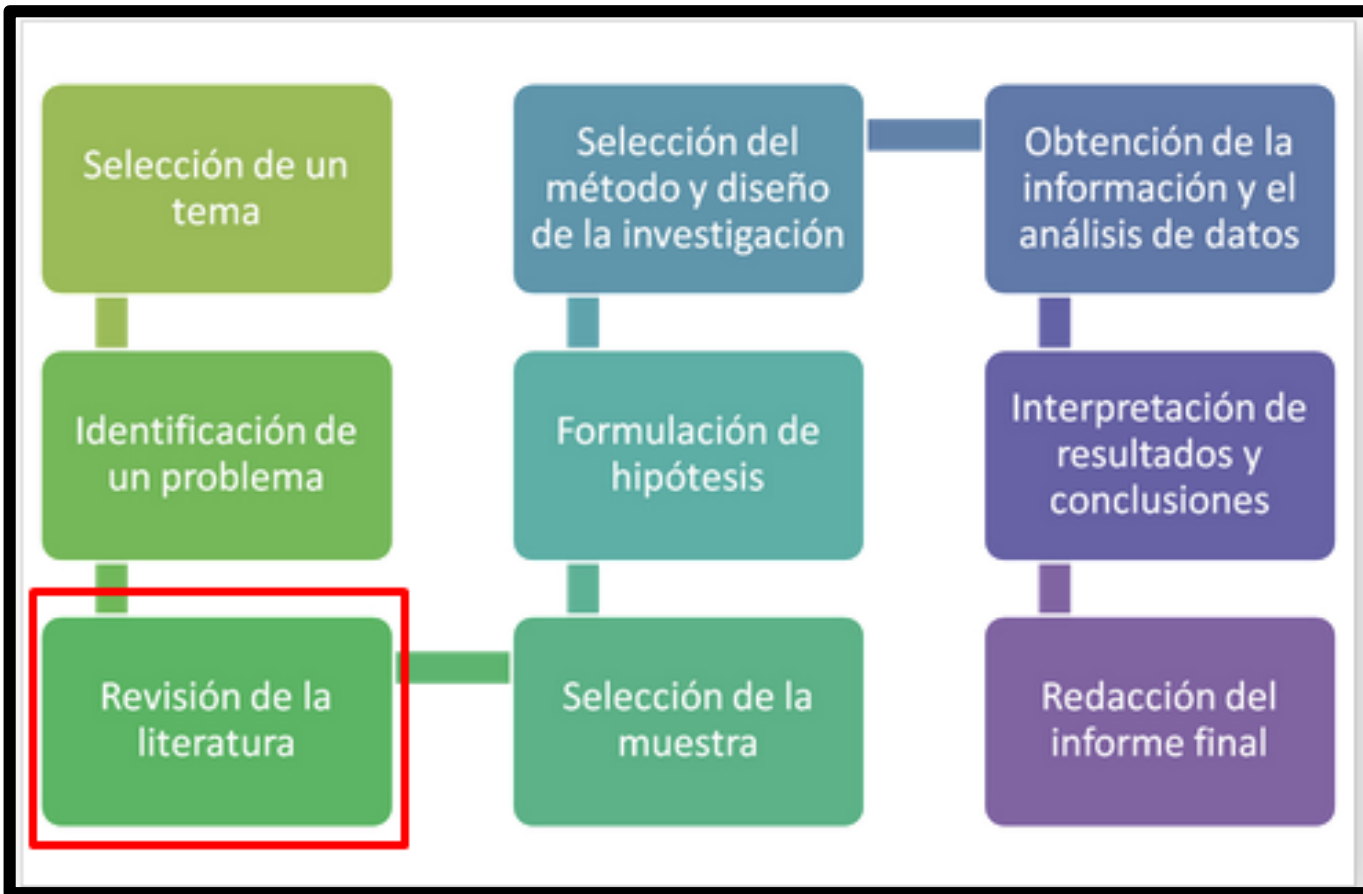 Selección de un
tema
Identificación de
un problema
Revisión de la
literatura
Selección de la
muestra
Formulación de
hipótesis
Selección del
método y diseño
de la investigación
Obtención de la
información y el
análisis de datos
Interpretación de
resultados y
conclusiones
Redacción del
informe final